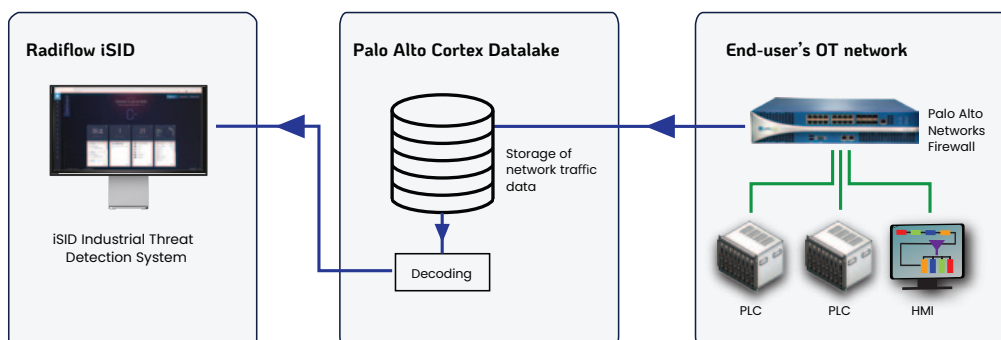 Radiflow iSID
iSID Industrial Threat
Detection System
Palo Alto Cortex Datalake
Storage of
network traffic
data
Decoding
End-user's OT network
Palo Alto
Networks
Firewall
PLC
PLC
HMI